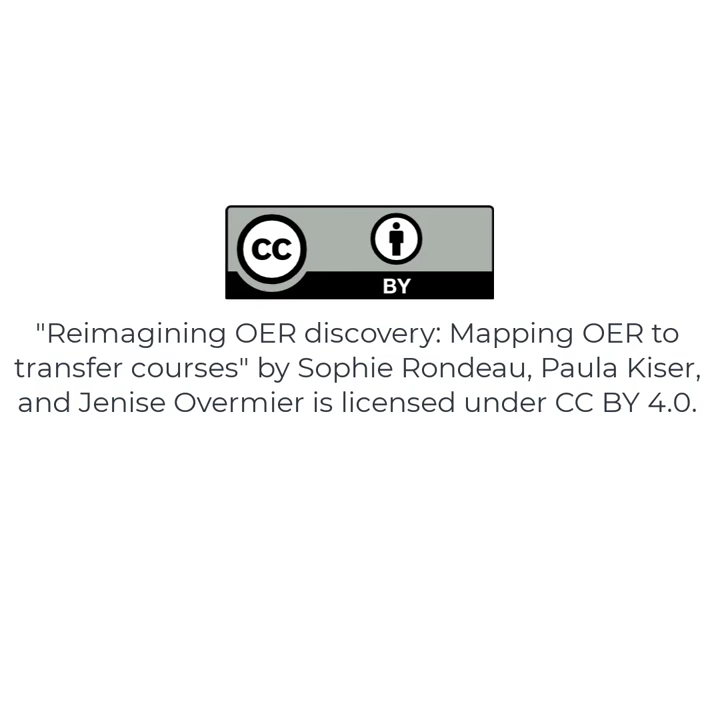 CC
BY
"Reimagining OER discovery: Mapping OER to
transfer courses" by Sophie Rondeau, Paula Kiser,
and Jenise Overmier is licensed under CC BY 4.0.